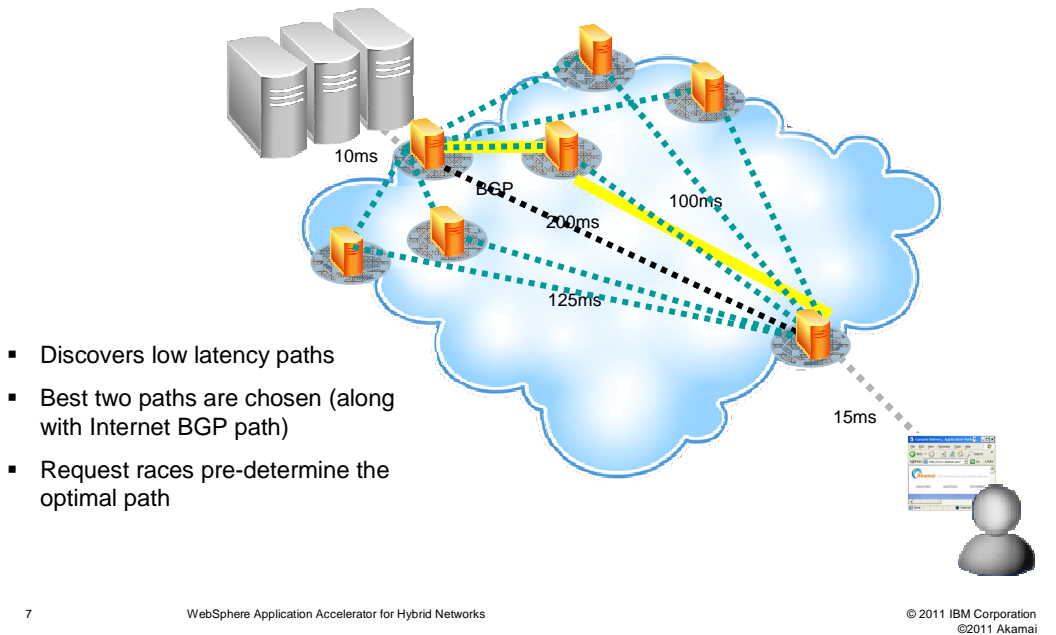 10ms
BGP
100ms
200ms
125ms
▪ Discovers low latency paths
▪ Best two paths are chosen (along
with Internet BGP path)
▪ Request races pre-determine the
optimal path
15ms
Akamai
7
WebSphere Application Accelerator for Hybrid Networks
© 2011 IBM Corporation
©2011 Akamai